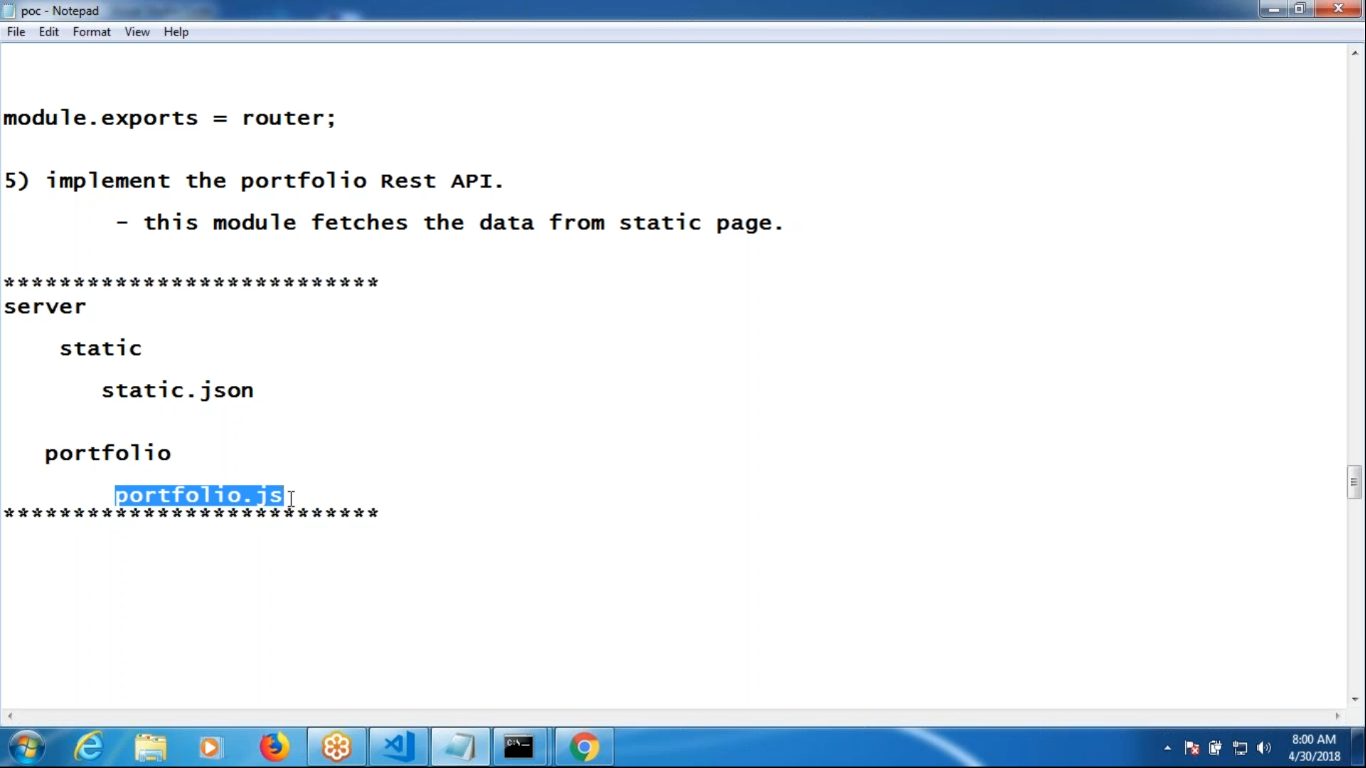 poc - Notepad
File Edit Format View Help
module.exports = router;
5) implement the portfolio Rest API.
- this module fetches the data from static page.
***************************
server
static
static.json
portfolio
portfolio.js
***************************
8:00 AM
4/30/2018